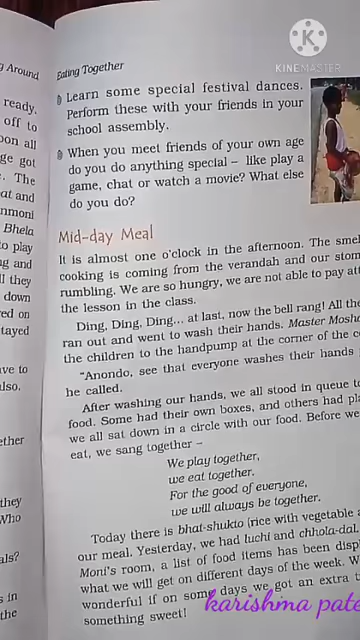 g Around
ready.
off to
oon all
ge got
The
at and
nmoni
Bhela
to play
g and
ll they
down
ed on
tayed
ve to
lso.
ether
they
Who
als?
s in
the
Eating Together
KINEMASTER
Learn some special festival dances.
Perform these with your friends in your
school assembly.
When you meet friends of your own age
do you do anything special – like play a
game, chat or watch a movie? What else
do you do?
Mid-day Meal
It is almost one o'clock in the afternoon. The smel
cooking is coming from the verandah and our stom
rumbling. We are so hungry, we are not able to pay att
the lesson in the class.
Ding, Ding, Ding... at last, now the bell rang! All the
ran out and went to wash their hands. Master Mosha
the children to the handpump at the corner of the co
"Anondo, see that everyone washes their hands
he called.
After washing our hands, we all stood in queue to
food. Some had their own boxes, and others had pla
we all sat down in a circle with our food. Before we
eat, we sang together –
We play together,
we eat together.
For the good of everyone,
we will always be together.
Today there is bhat-shukto (rice with vegetable
our meal. Yesterday, we had luchi and chhola-dal.
Moni's room, a list of food items has been disp
what we will get on different days of the week. W
wonderful if on some days we got an extra t
something sweet!
karishma pate